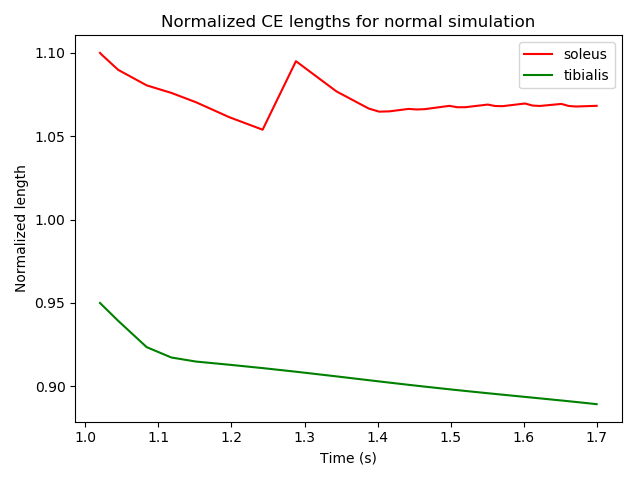 Normalized CE lengths for normal simulation
soleus
tibialis
Normalized length
1.10
1.05
1.00
0.95
0.90
1.0 1.1 1.2 1.3 1.4 1.5 1.6 1.7
Time (s)